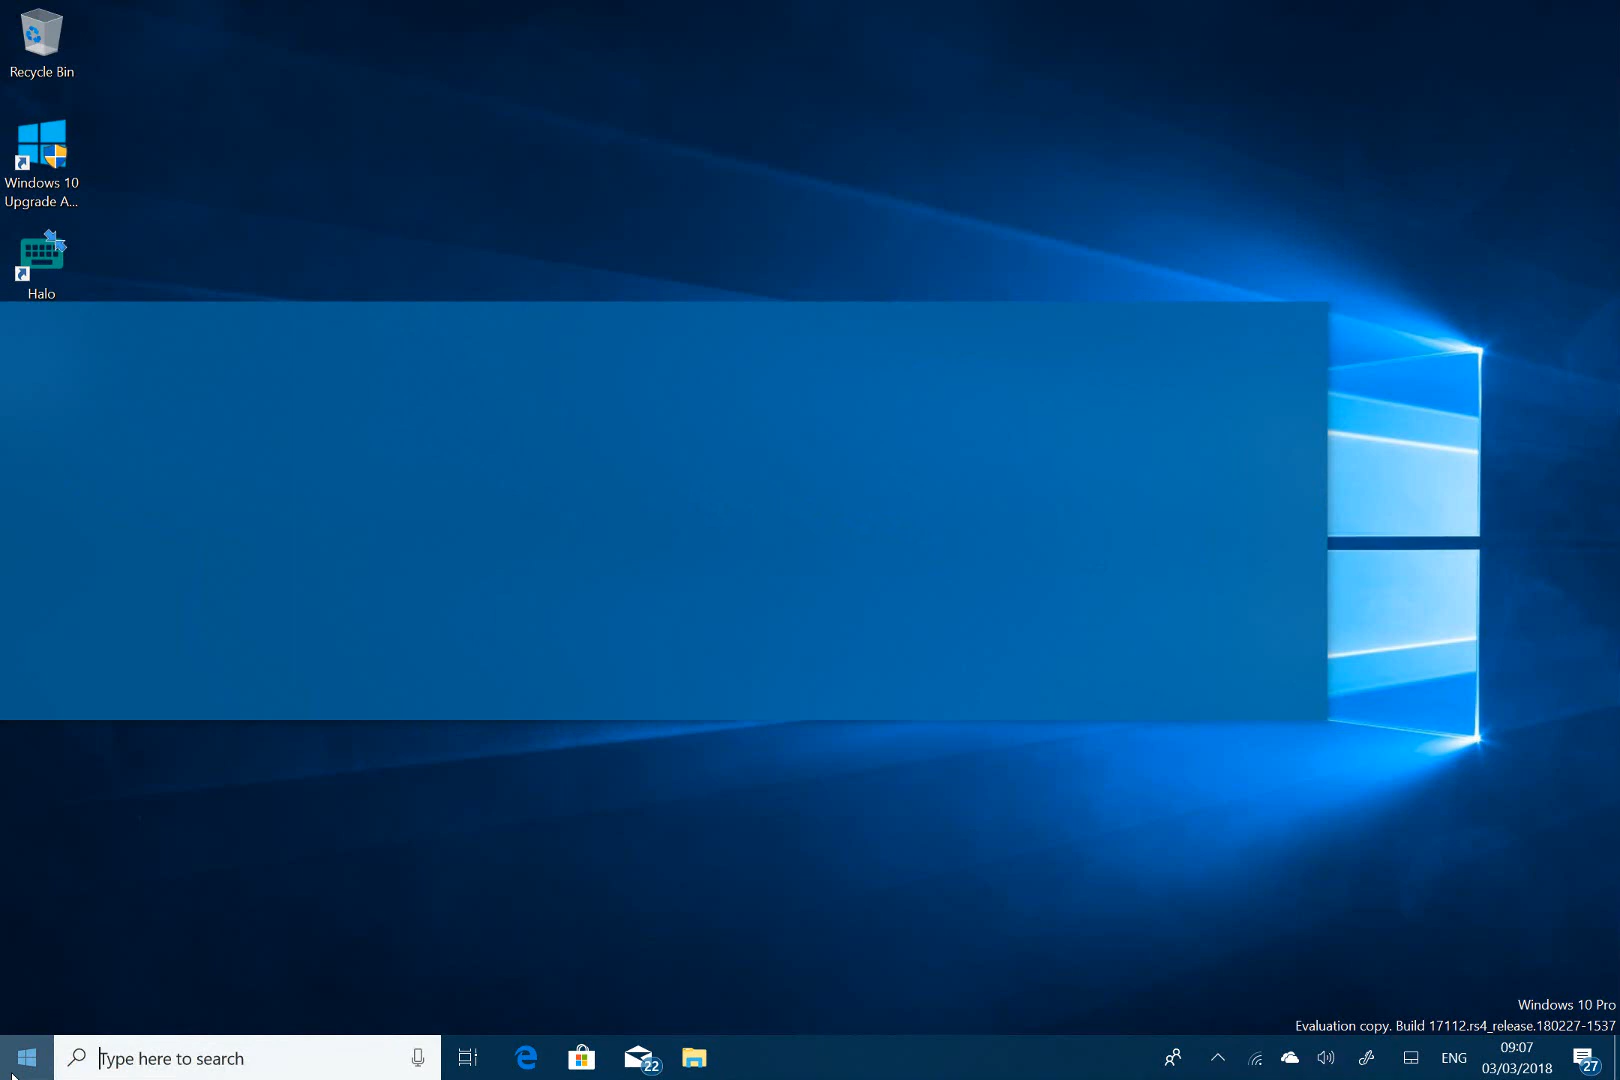 Recycle Bin
Windows 10
Upgrade A...
Halo
Windows 10 Pro
Evaluation copy. Build 17112.rs4_release.180227-1537
Type here to search
22
ENG
09:07
03/03/2018
27